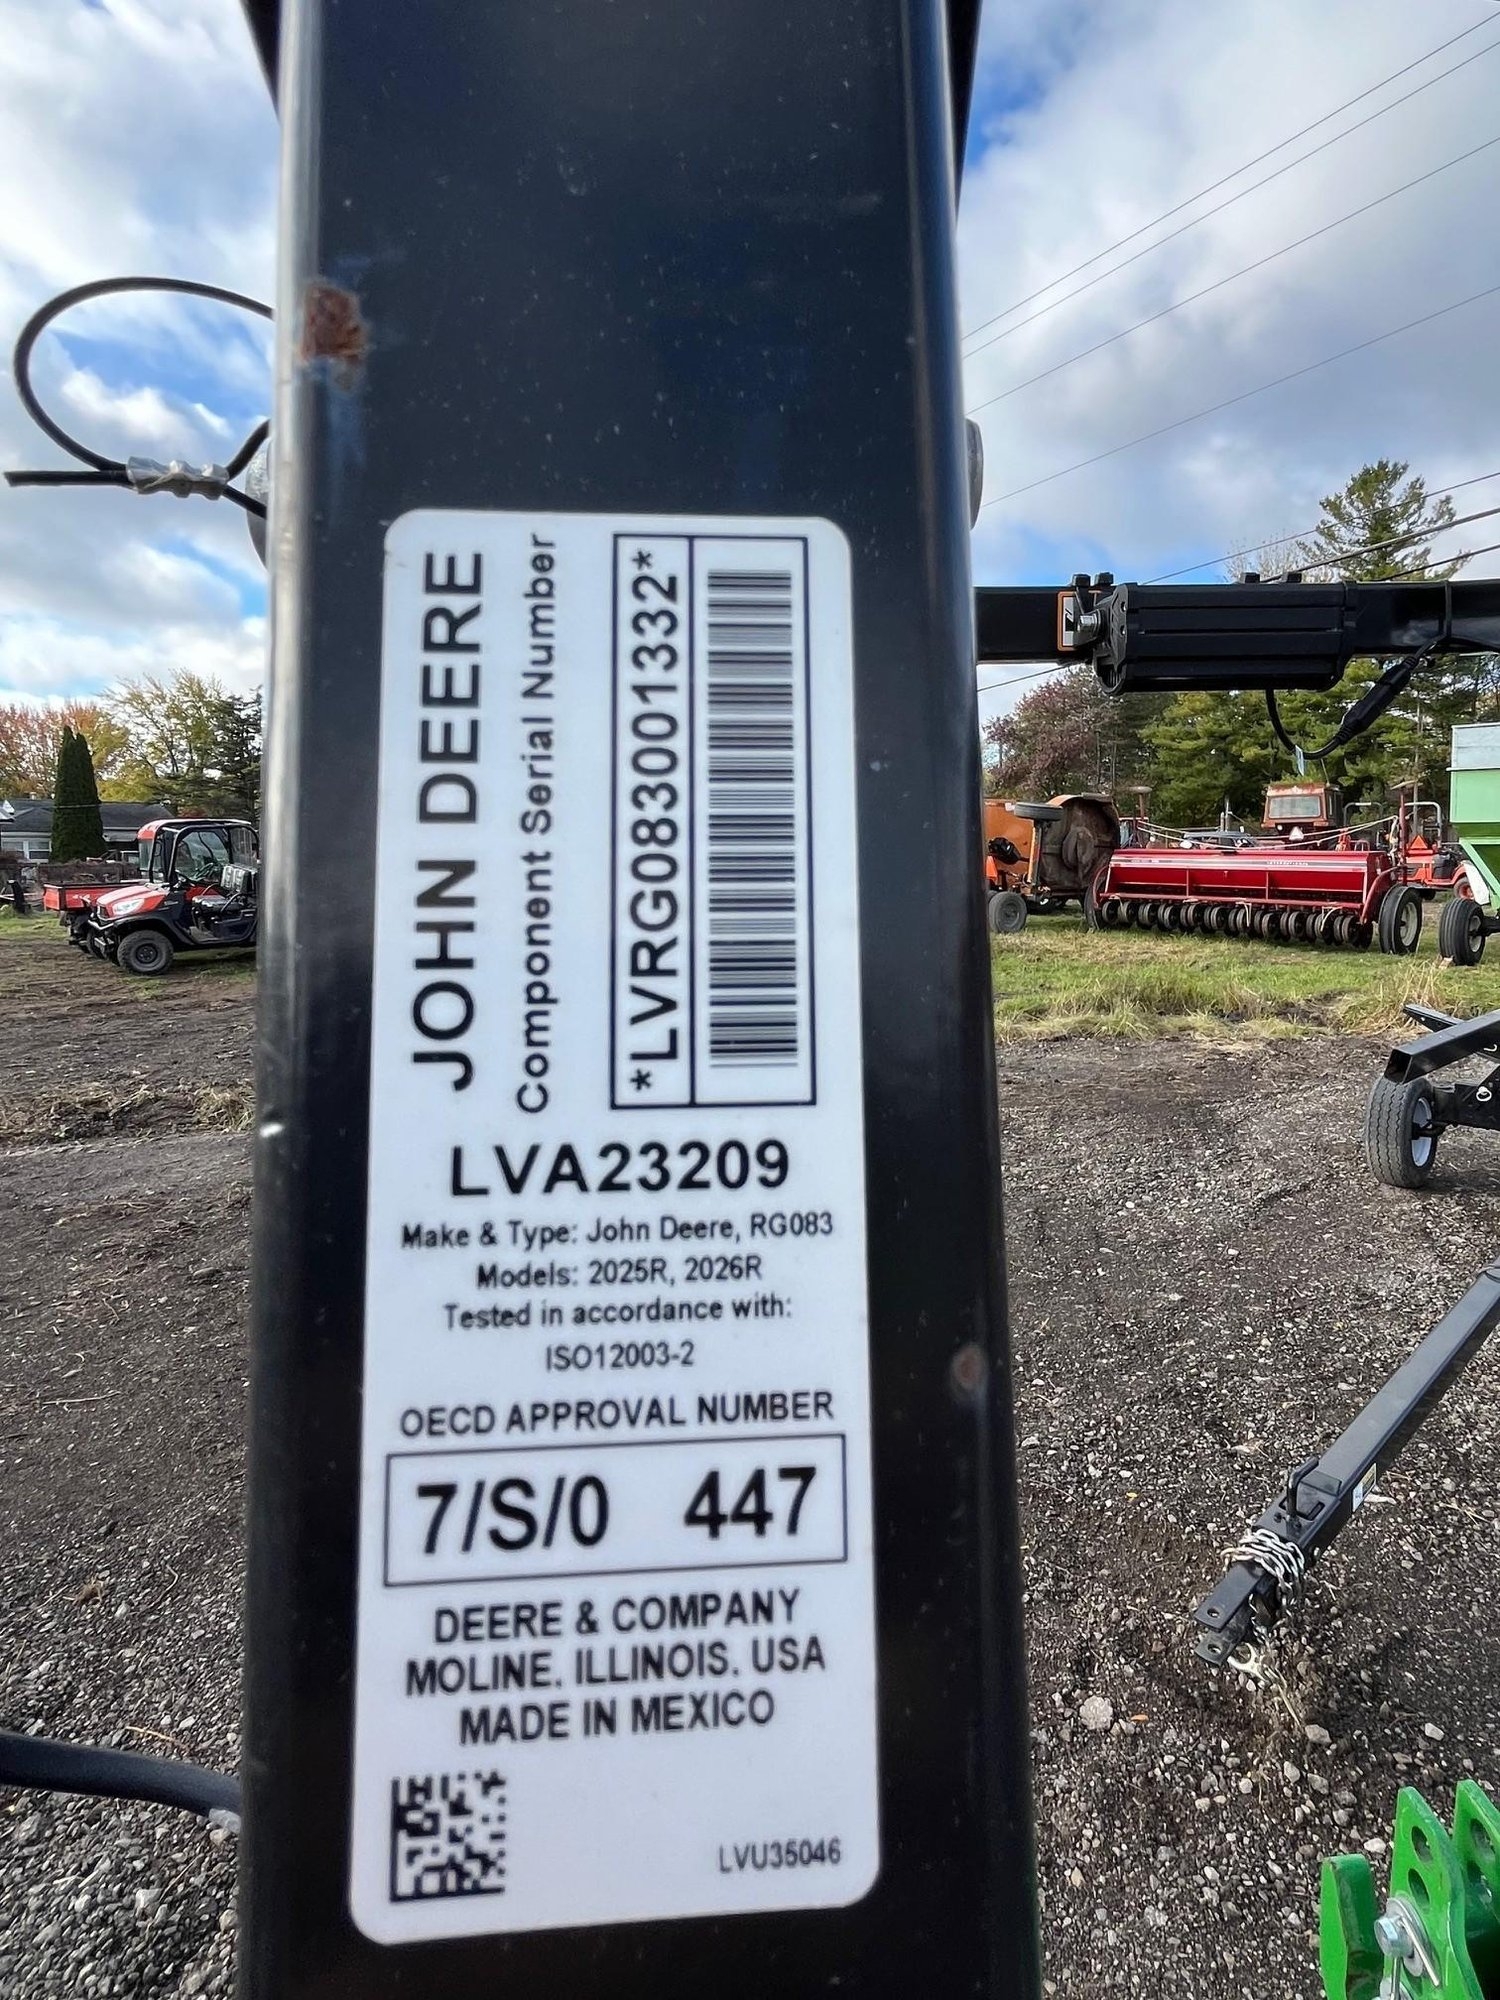 JOHN DEERE
Component Serial Number
*LVRG083001332*
LVA23209
Make & Type: John Deere, RG083
Models: 2025R, 2026R
Tested in accordance with:
ISO12003-2
OECD APPROVAL NUMBER
7/S/0 447
DEERE & COMPANY
MOLINE. ILLINOIS. USA
MADE IN MEXICO
LVU35046
INTERNATIONAL